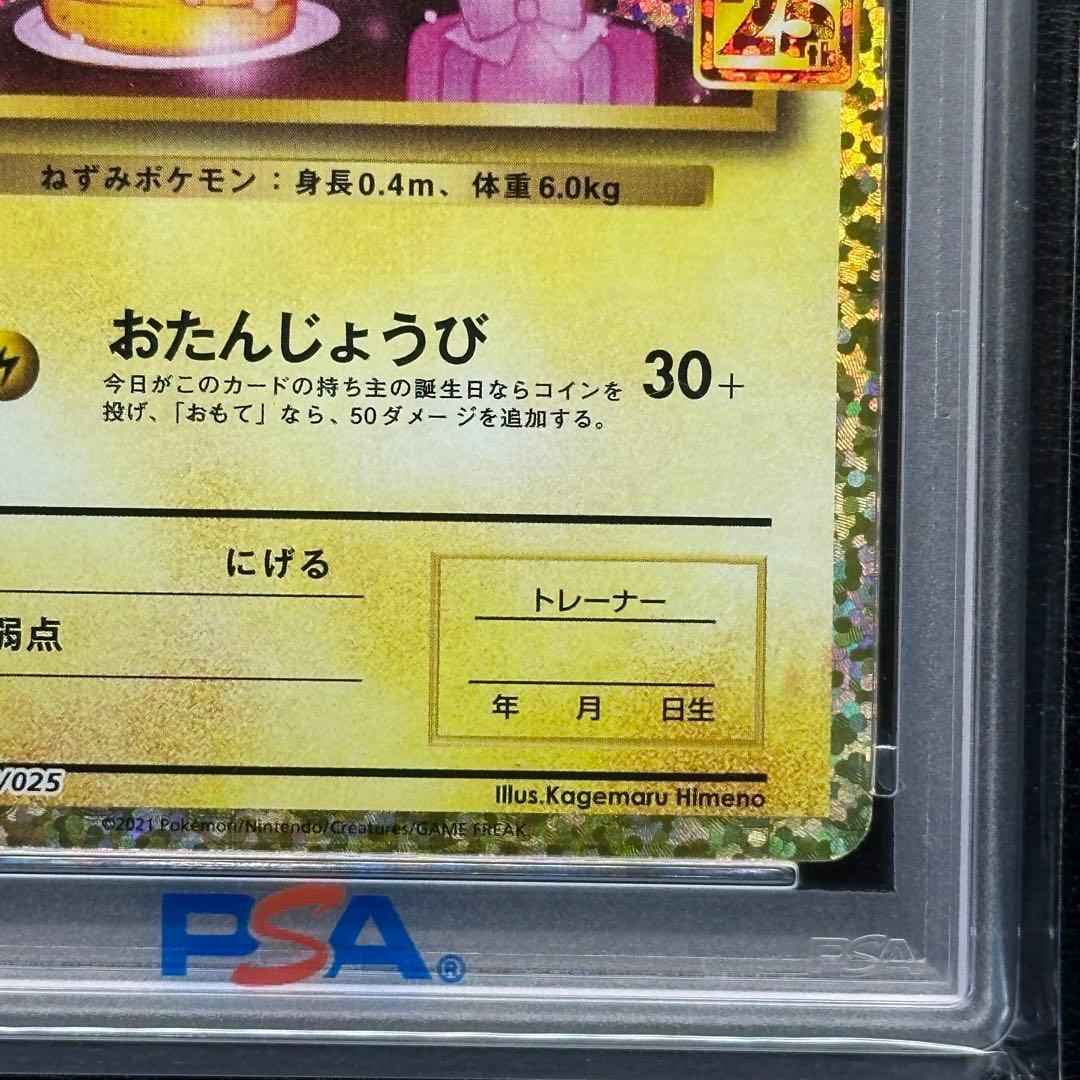 25th
ねずみポケモン：身長0.4m、体重6.0kg
おたんじょうび
30+
今日がこのカードの持ち主の誕生日ならコインを
投げ、「おもて」なら、50ダメージを追加する。
にげる
弱点
トレーナー
年 月 日生
/025
Illus.Kagemaru Himeno
©2021 Pokémon/Nintendo/Creatures/GAME FREAK.
PSA®
PSA